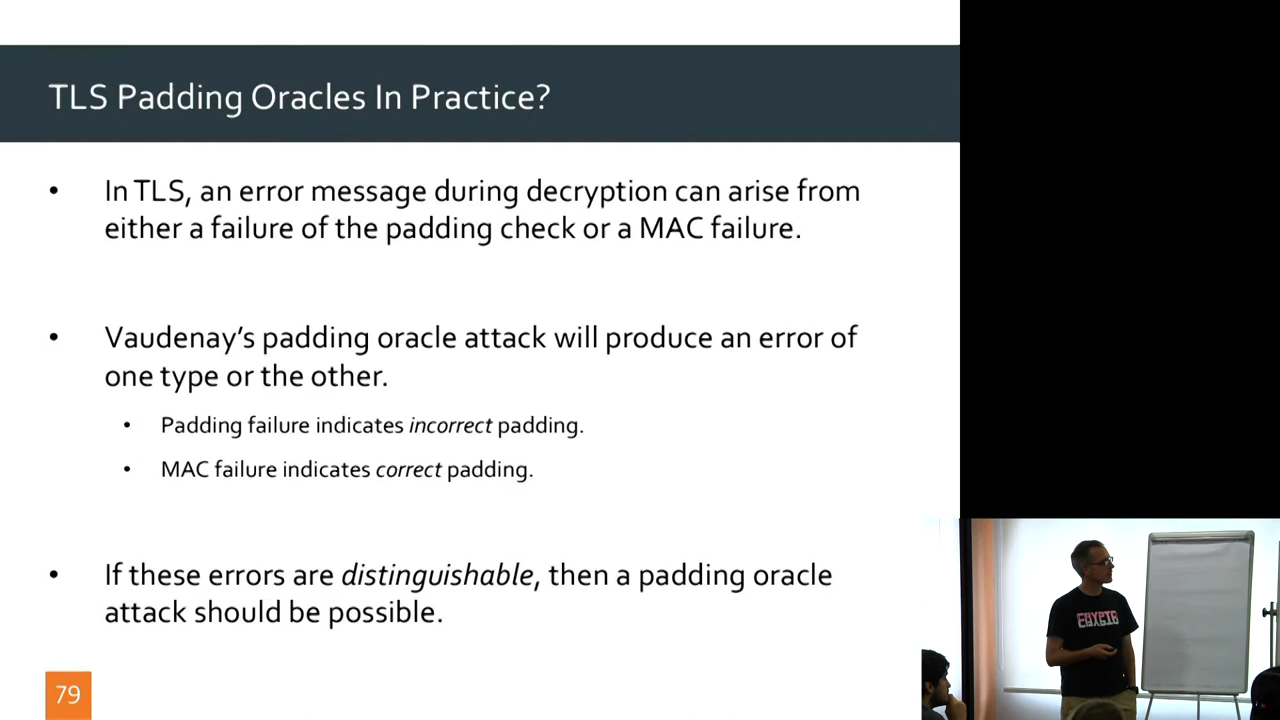 TLS Padding Oracles In Practice?
• In TLS, an error message during decryption can arise from
either a failure of the padding check or a MAC failure.
• Vaudenay’s padding oracle attack will produce an error of
one type or the other.
• Padding failure indicates incorrect padding.
• MAC failure indicates correct padding.
• If these errors are distinguishable, then a padding oracle
attack should be possible.
79
CRYPTO